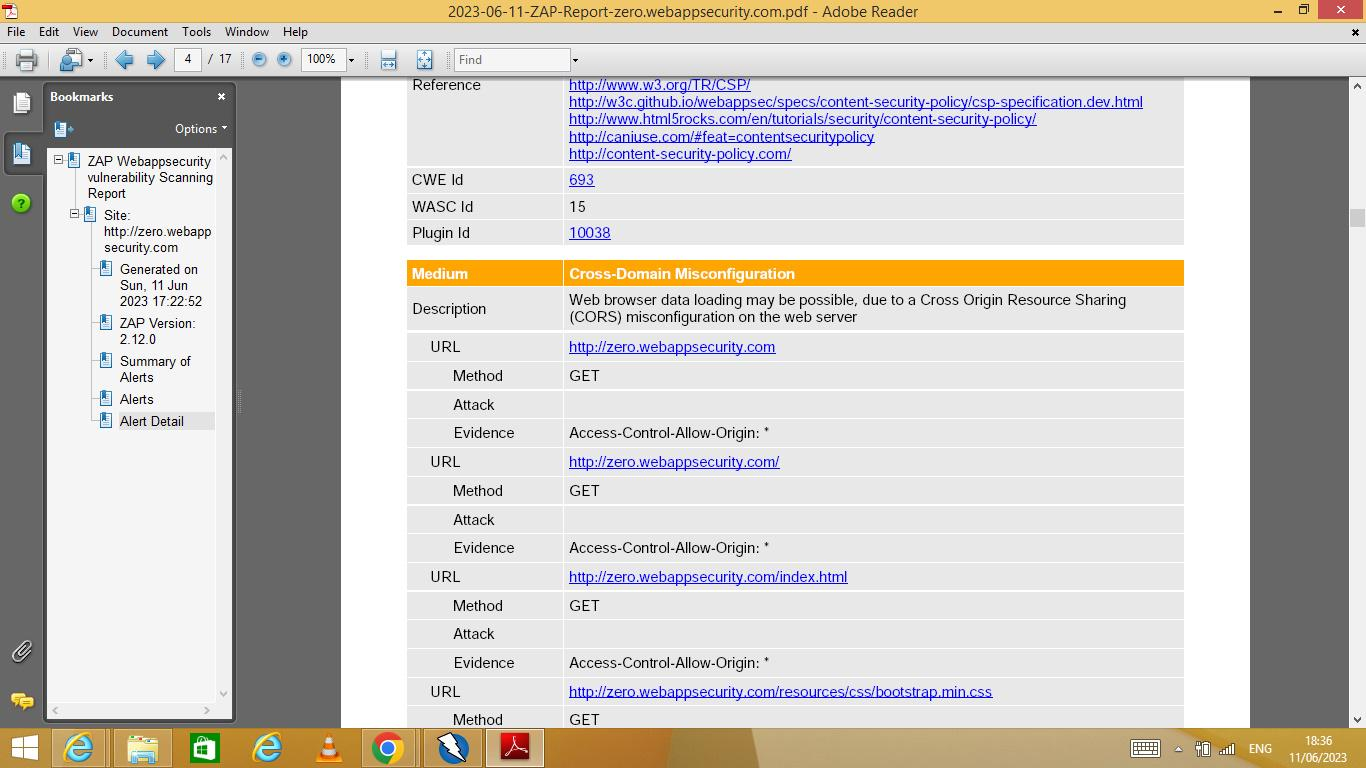 2023-06-11-ZAP-Report-zero.webappsecurity.com.pdf - Adobe Reader
File Edit View Document Tools Window Help
4 / 17 100% Find
Bookmarks
Options
ZAP Webappsecurity
vulnerability Scanning
Report
Site:
http://zero.webapp
security.com
Generated on
Sun, 11 Jun
2023 17:22:52
ZAP Version:
2.12.0
Summary of
Alerts
Alerts
Alert Detail
Reference
http://www.w3.org/TR/CSP/
http://w3c.github.io/webappsec/specs/content-security-policy/csp-specification.dev.html
http://www.html5rocks.com/en/tutorials/security/content-security-policy/
http://caniuse.com/#feat=contentsecuritypolicy
http://content-security-policy.com/
CWE Id 693
WASC Id 15
Plugin Id 10038
Medium Cross-Domain Misconfiguration
Description
Web browser data loading may be possible, due to a Cross Origin Resource Sharing
(CORS) misconfiguration on the web server
URL http://zero.webappsecurity.com
Method GET
Attack
Evidence Access-Control-Allow-Origin: *
URL http://zero.webappsecurity.com/
Method GET
Attack
Evidence Access-Control-Allow-Origin: *
URL http://zero.webappsecurity.com/index.html
Method GET
Attack
Evidence Access-Control-Allow-Origin: *
URL http://zero.webappsecurity.com/resources/css/bootstrap.min.css
Method GET
ENG
18:36
11/06/2023